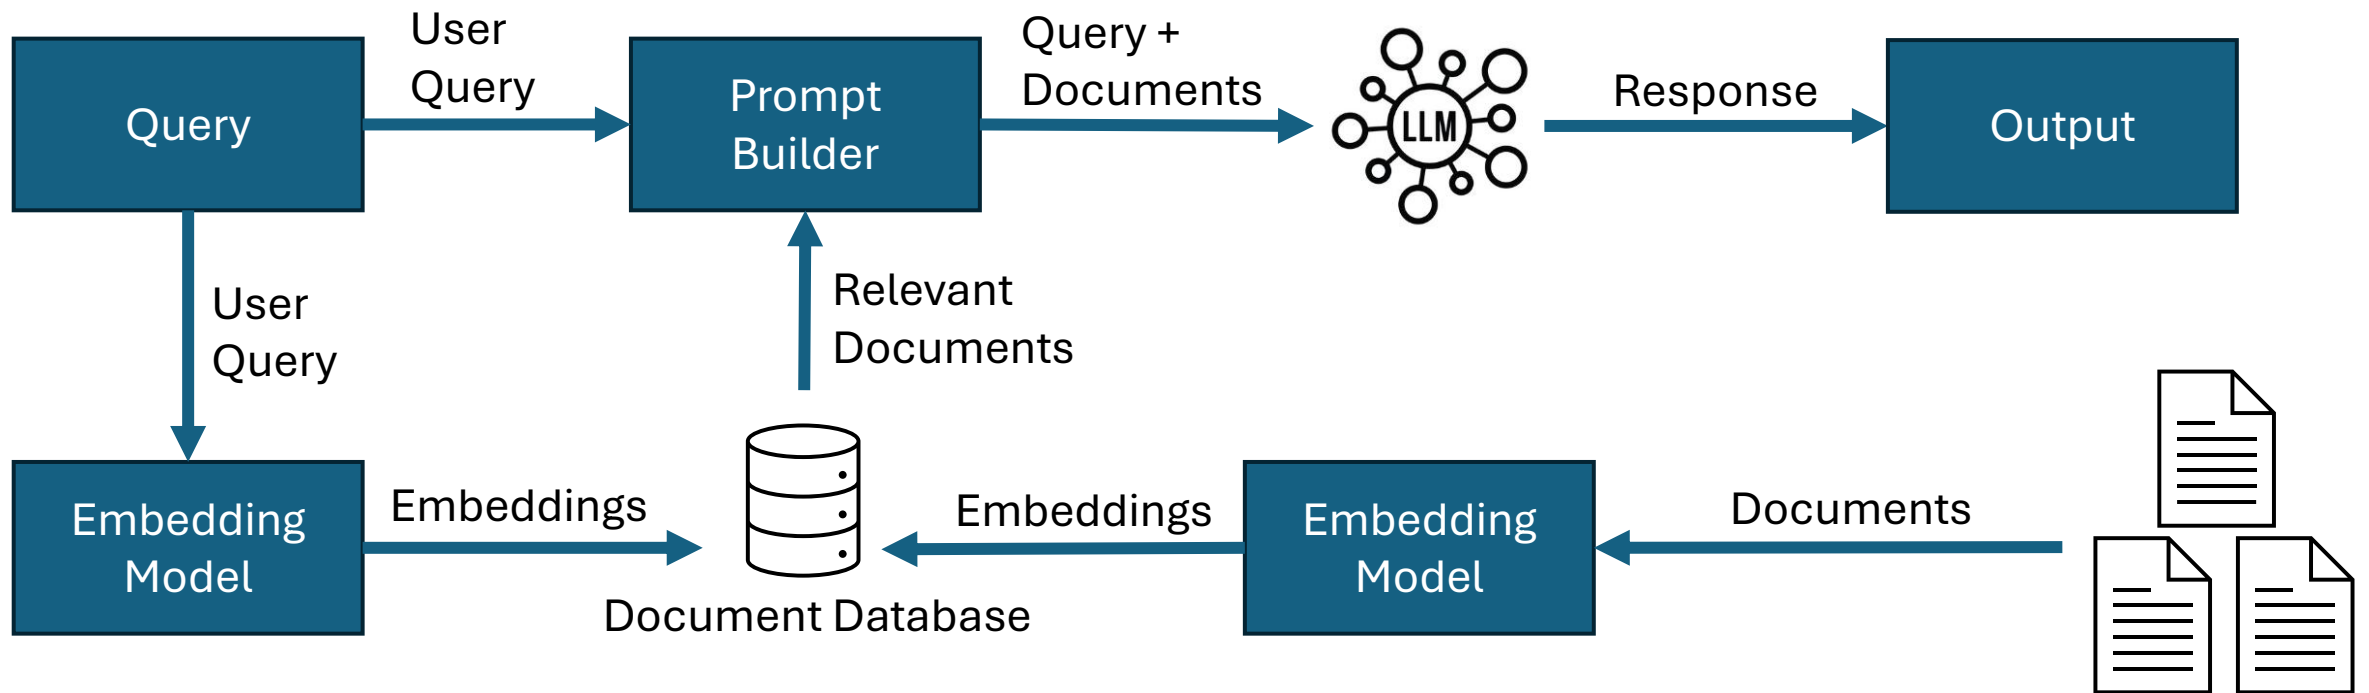 User
Query
Query +
Documents
Query
Prompt
Builder
LLM
Response
Output
User
Query
Relevant
Documents
Embedding
Model
Embeddings
Document Database
Embeddings
Embedding
Model
Documents